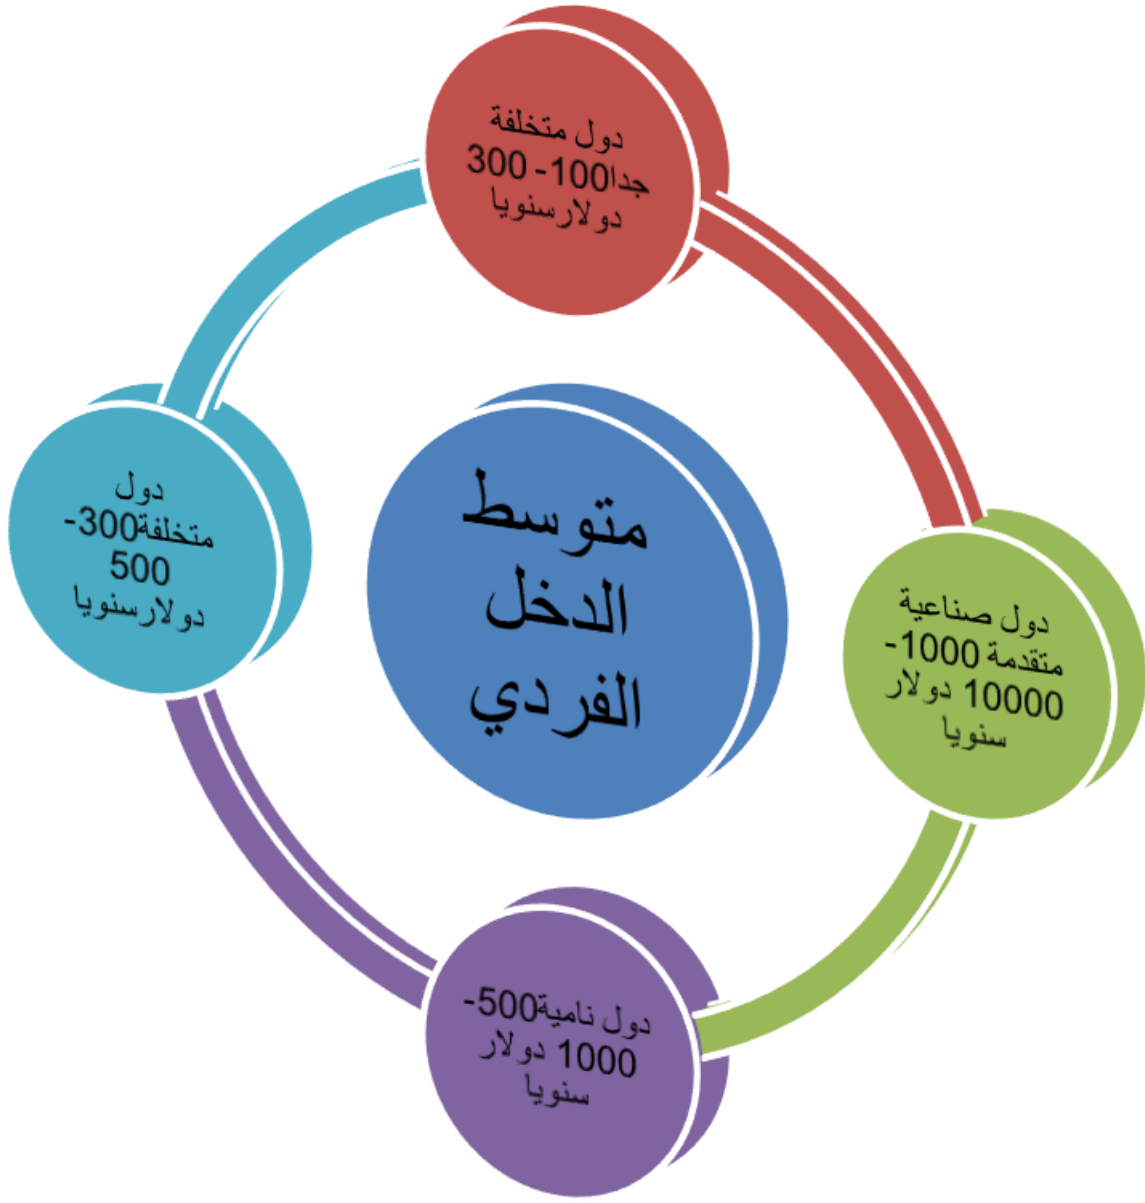 دول متخلفة
جدا100- 300
دولارسنويا
متوسط
الدخل
الفردي
دول صناعية
متقدمة 1000-
10000 دولار
سنويا
دول نامية500-
1000 دولار
سنويا
دول
متخلفة300-
500
دولارسنويا